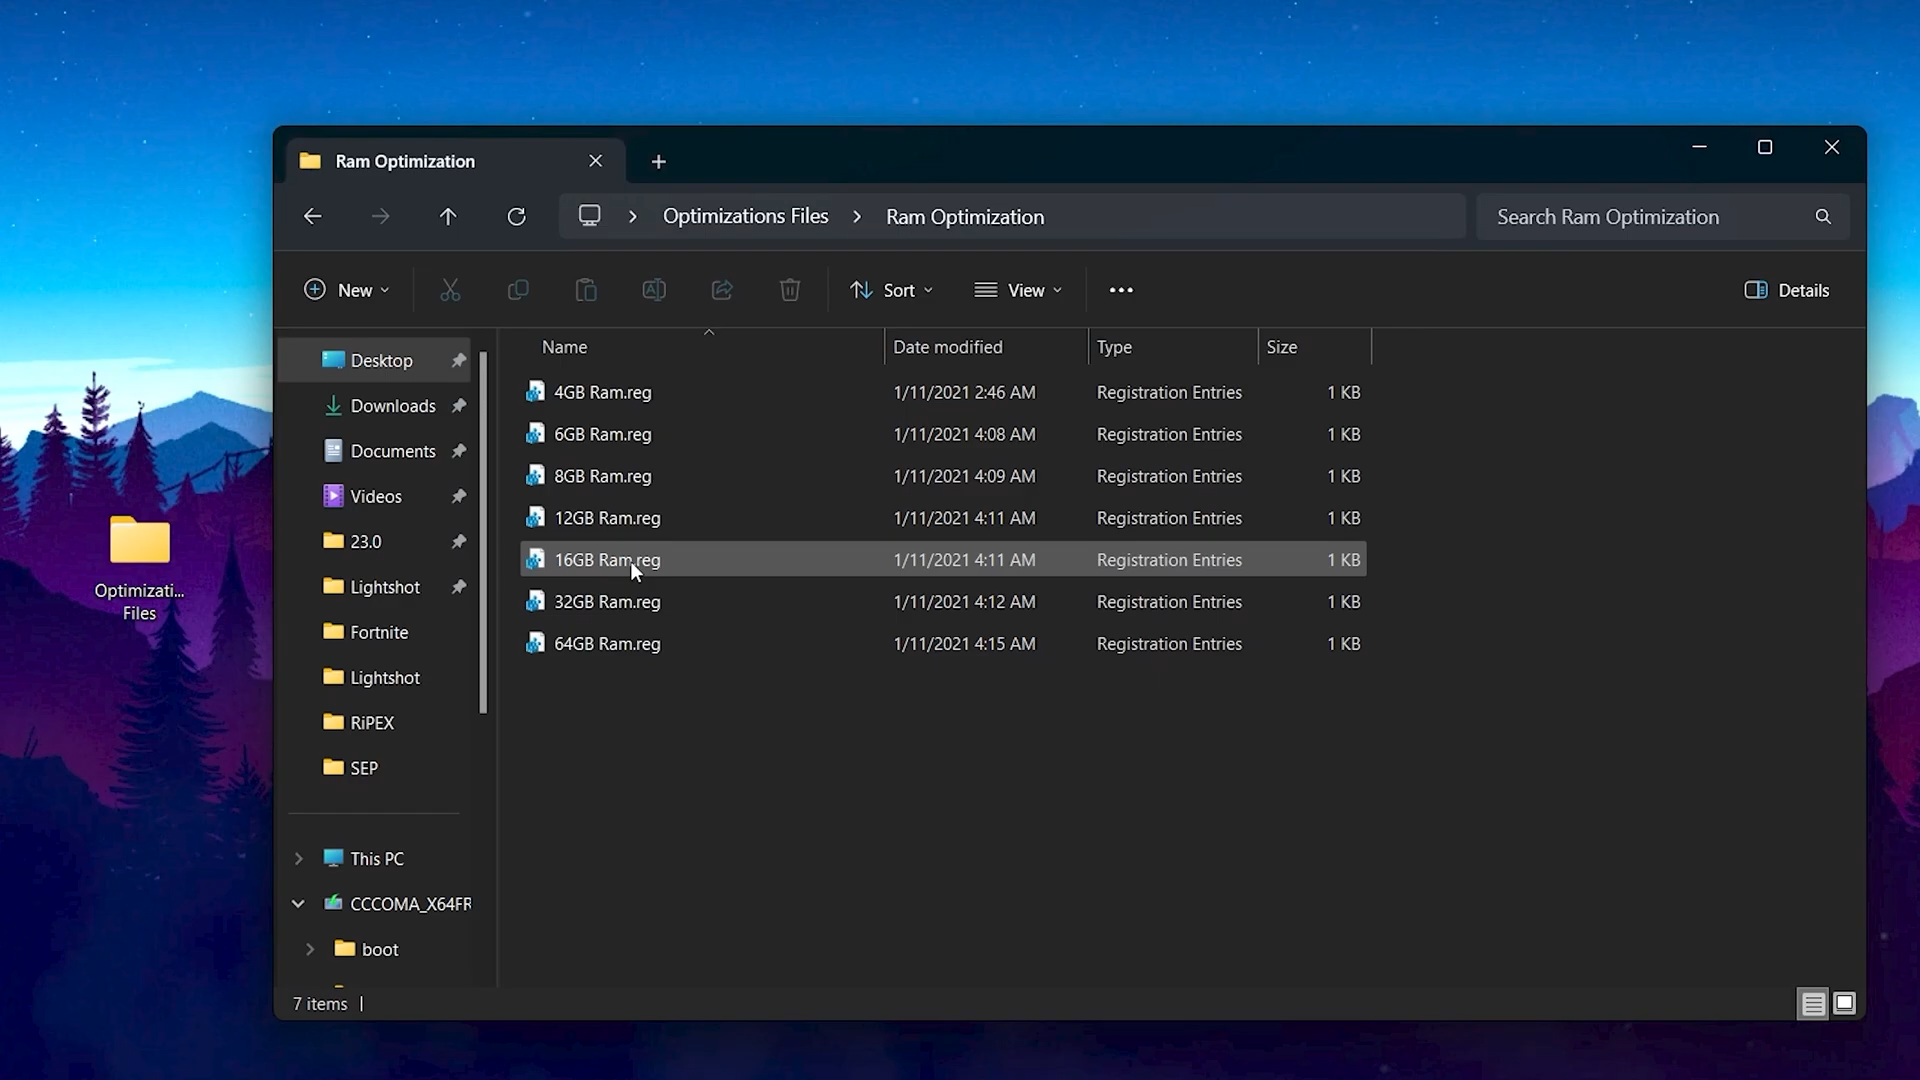 Ram Optimization
Optimizations Files > Ram Optimization
Search Ram Optimization
New
Sort
View
Details
Name Date modified Type Size
Desktop
Downloads
Documents
Videos
23.0
Lightshot
Fortnite
Lightshot
RiPEX
SEP
This PC
CCCOMA_X64FR
boot
4GB Ram.reg 1/11/2021 2:46 AM Registration Entries 1 KB
6GB Ram.reg 1/11/2021 4:08 AM Registration Entries 1 KB
8GB Ram.reg 1/11/2021 4:09 AM Registration Entries 1 KB
12GB Ram.reg 1/11/2021 4:11 AM Registration Entries 1 KB
16GB Ram.reg 1/11/2021 4:11 AM Registration Entries 1 KB
32GB Ram.reg 1/11/2021 4:12 AM Registration Entries 1 KB
64GB Ram.reg 1/11/2021 4:15 AM Registration Entries 1 KB
7 items
Optimizati...
Files